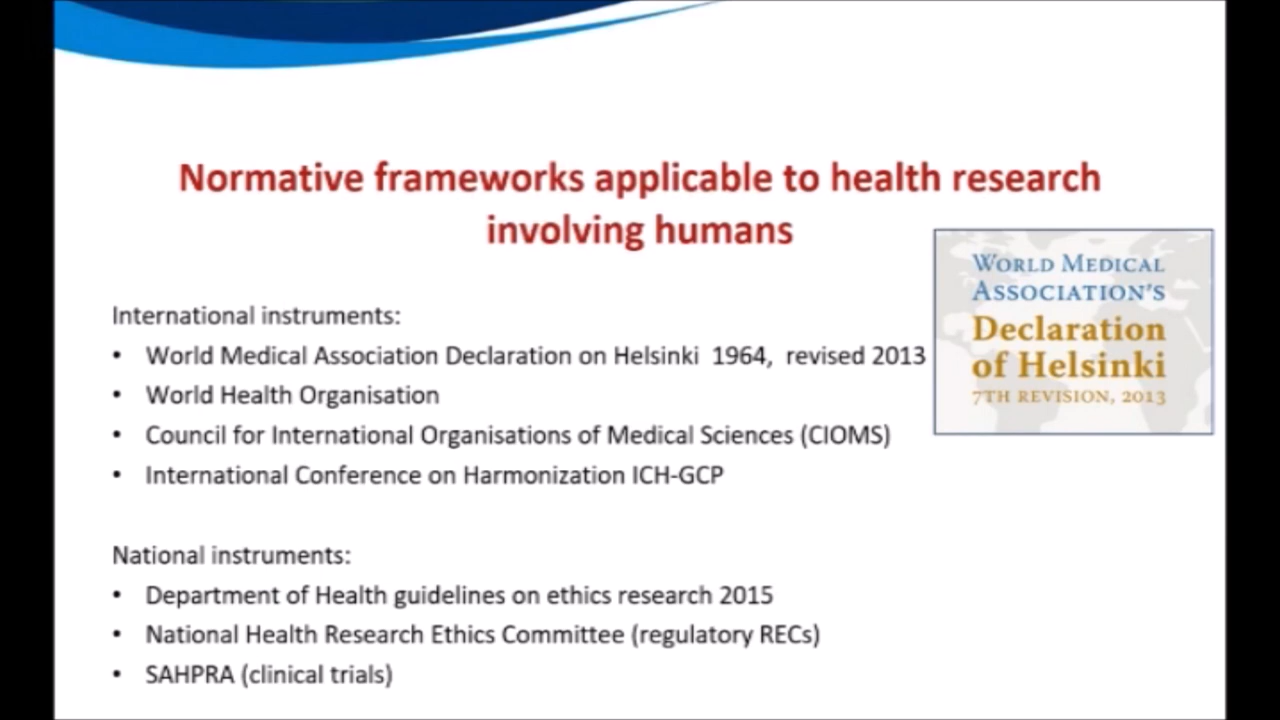 Normative frameworks applicable to health research
involving humans
WORLD MEDICAL
ASSOCIATION'S
Declaration
of Helsinki
7TH REVISION, 2013
International instruments:
• World Medical Association Declaration on Helsinki 1964, revised 2013
• World Health Organisation
• Council for International Organisations of Medical Sciences (CIOMS)
• International Conference on Harmonization ICH-GCP
National instruments:
• Department of Health guidelines on ethics research 2015
• National Health Research Ethics Committee (regulatory RECs)
• SAHPRA (clinical trials)